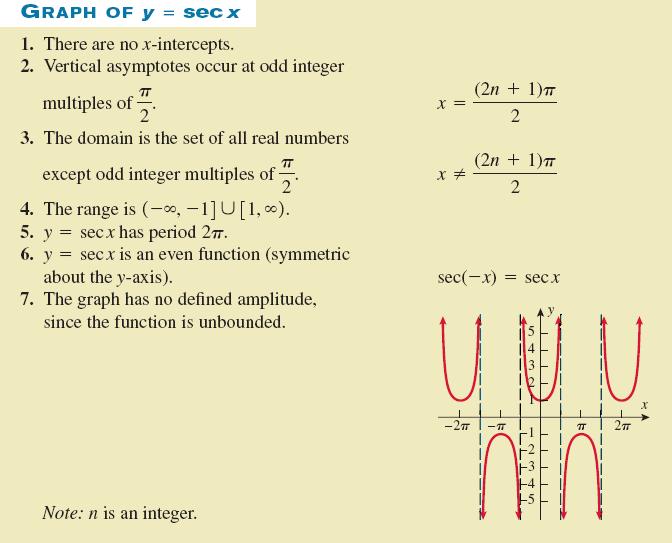 GRAPH OF y = sec x
1. There are no x-intercepts.
2. Vertical asymptotes occur at odd integer
multiples of π/2.
x = (2n + 1)π/2
3. The domain is the set of all real numbers
except odd integer multiples of π/2.
x ≠ (2n + 1)π/2
4. The range is (−∞, −1] ∪ [1, ∞).
5. y = sec x has period 2π.
6. y = sec x is an even function (symmetric
about the y-axis).
sec(−x) = sec x
7. The graph has no defined amplitude,
since the function is unbounded.
y
5
4
3
2
1
x
−2π −π π 2π
−1
−2
−3
−4
−5
Note: n is an integer.